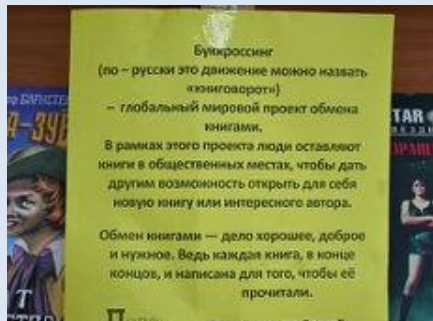 Буккроссинг
(по – русски это движение можно назвать
«книговорот»)
– глобальный мировой проект обмена
книгами.
В рамках этого проекта люди оставляют
книги в общественных местах, чтобы дать
другим возможность открыть для себя
новую книгу или интересного автора.
Обмен книгами — дело хорошее, доброе
и нужное. Ведь каждая книга, в конце
концов, и написана для того, чтобы её
прочитали.
TAR